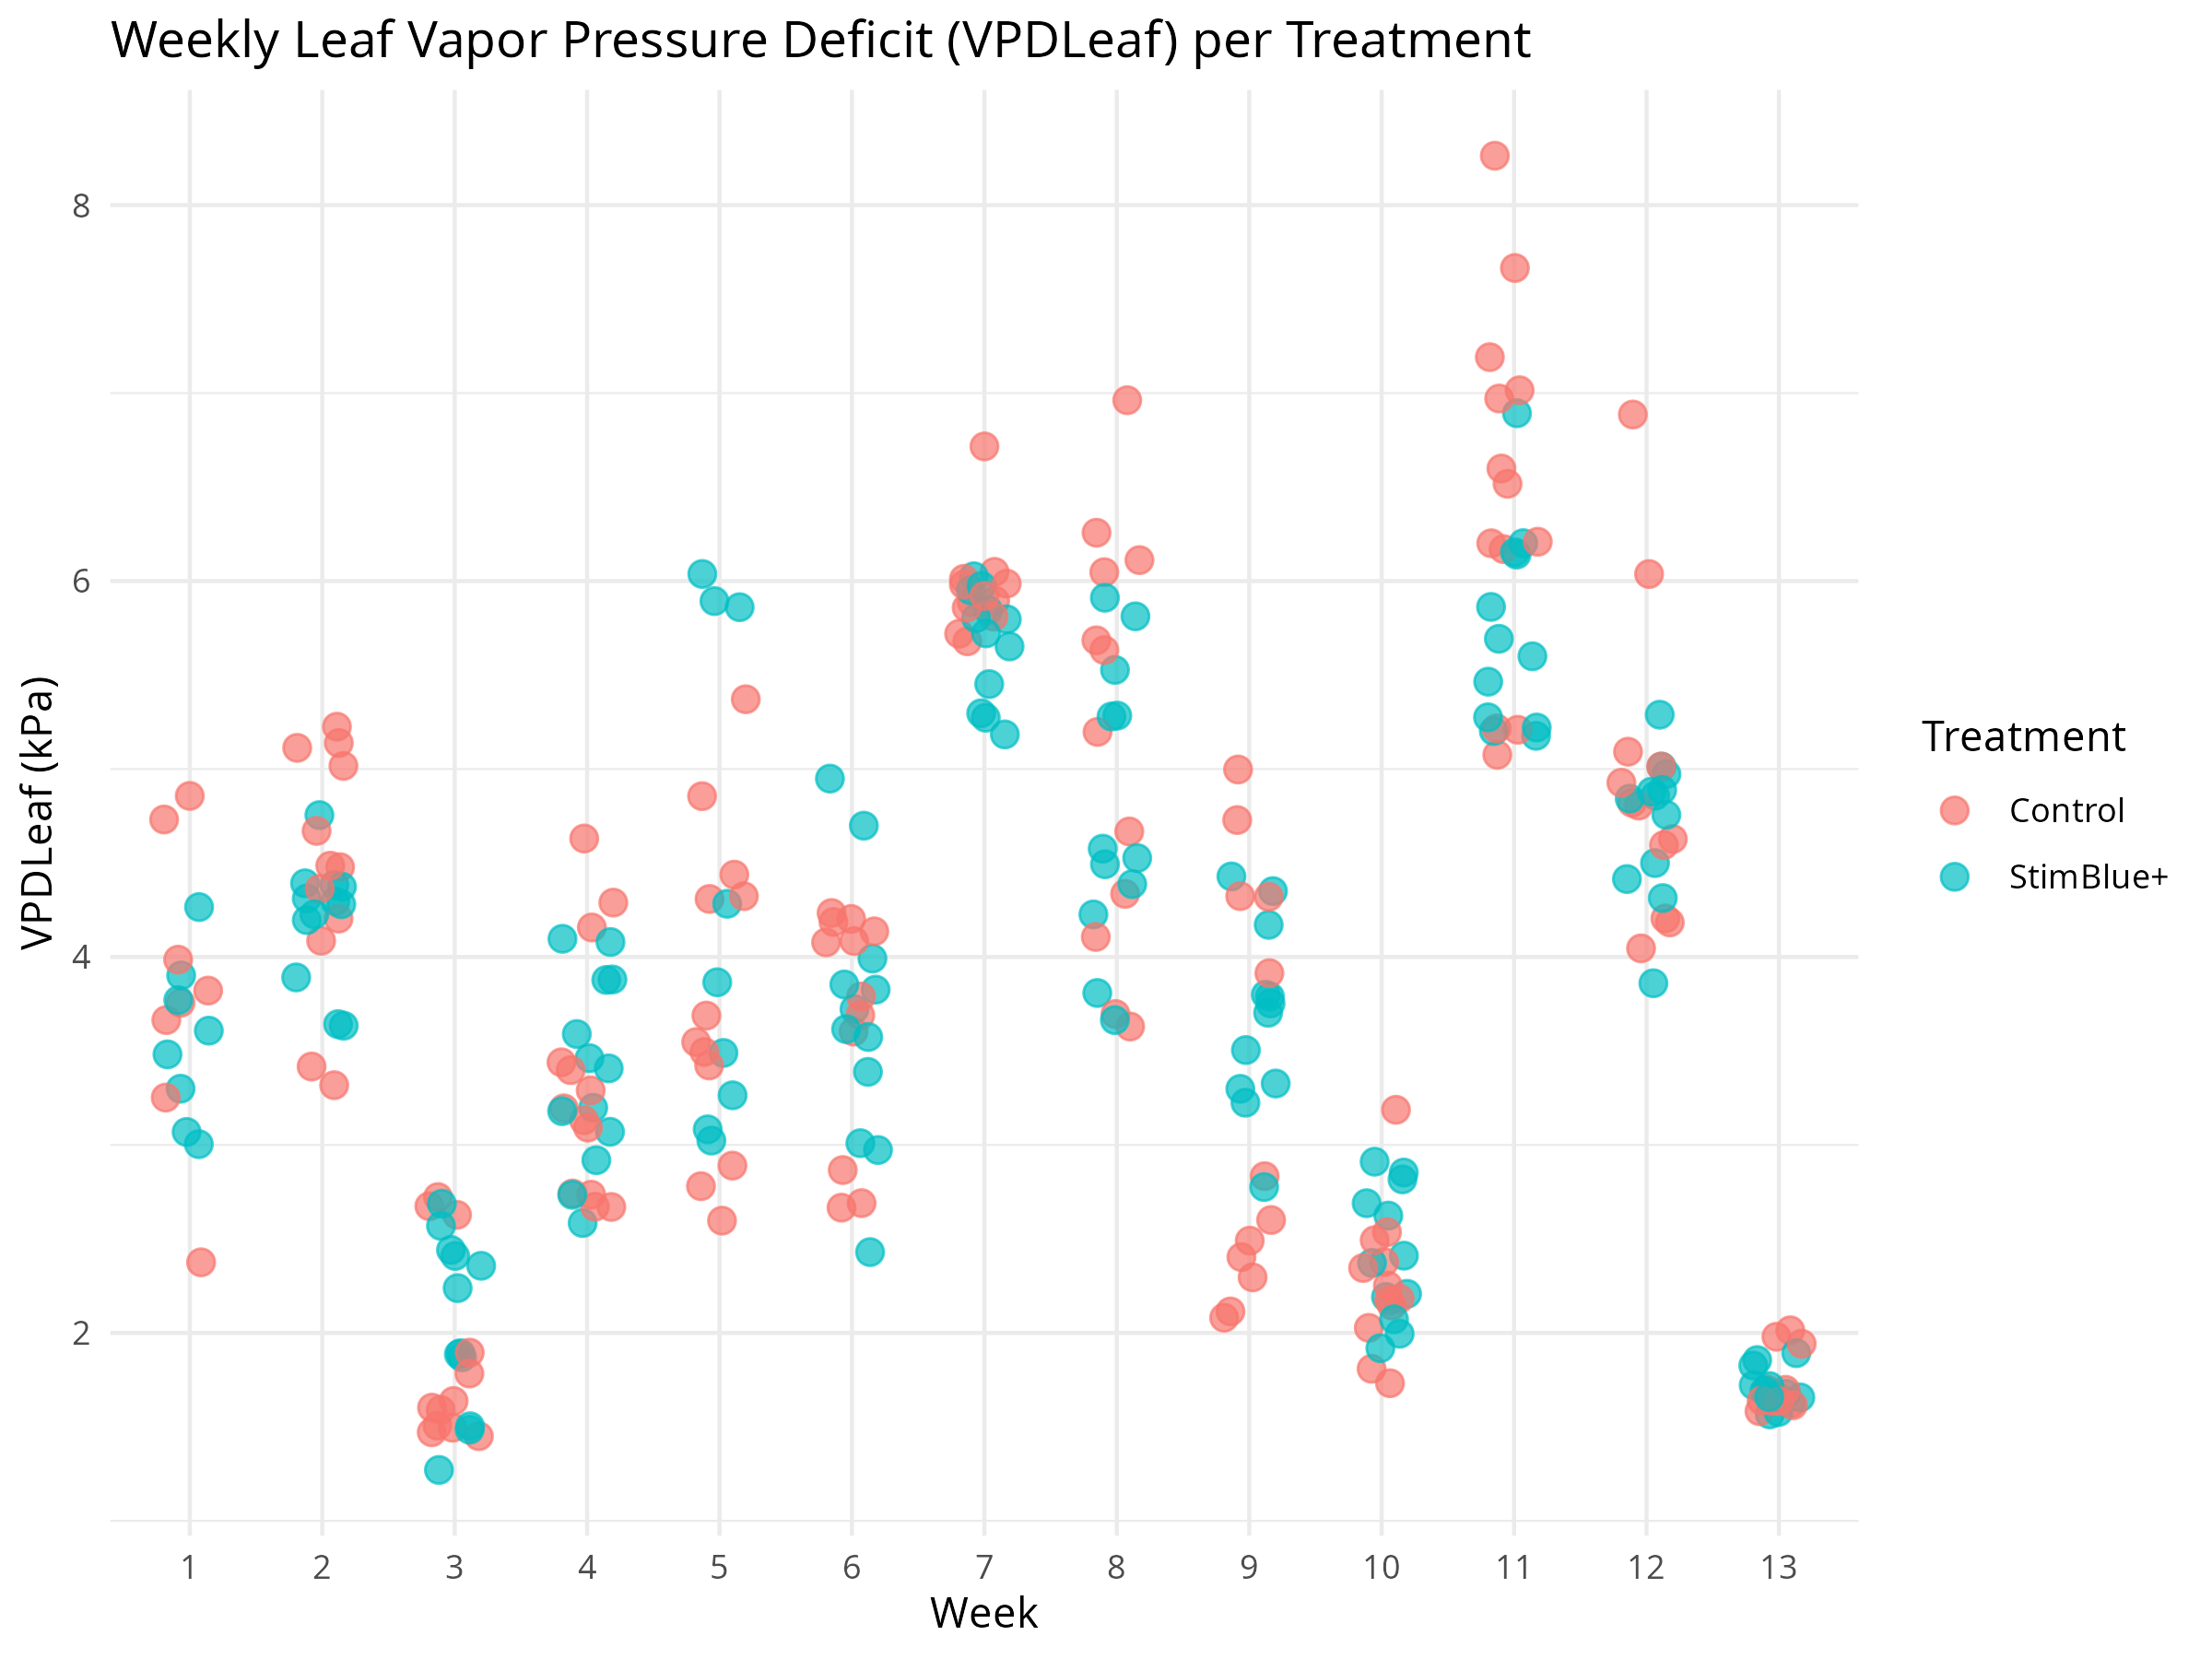 Weekly Leaf Vapor Pressure Deficit (VPDLeaf) per Treatment
8
6
4
2
VPDLeaf (kPa)
1 2 3 4 5 6 7 8 9 10 11 12 13
Week
Treatment
Control
StimBlue+